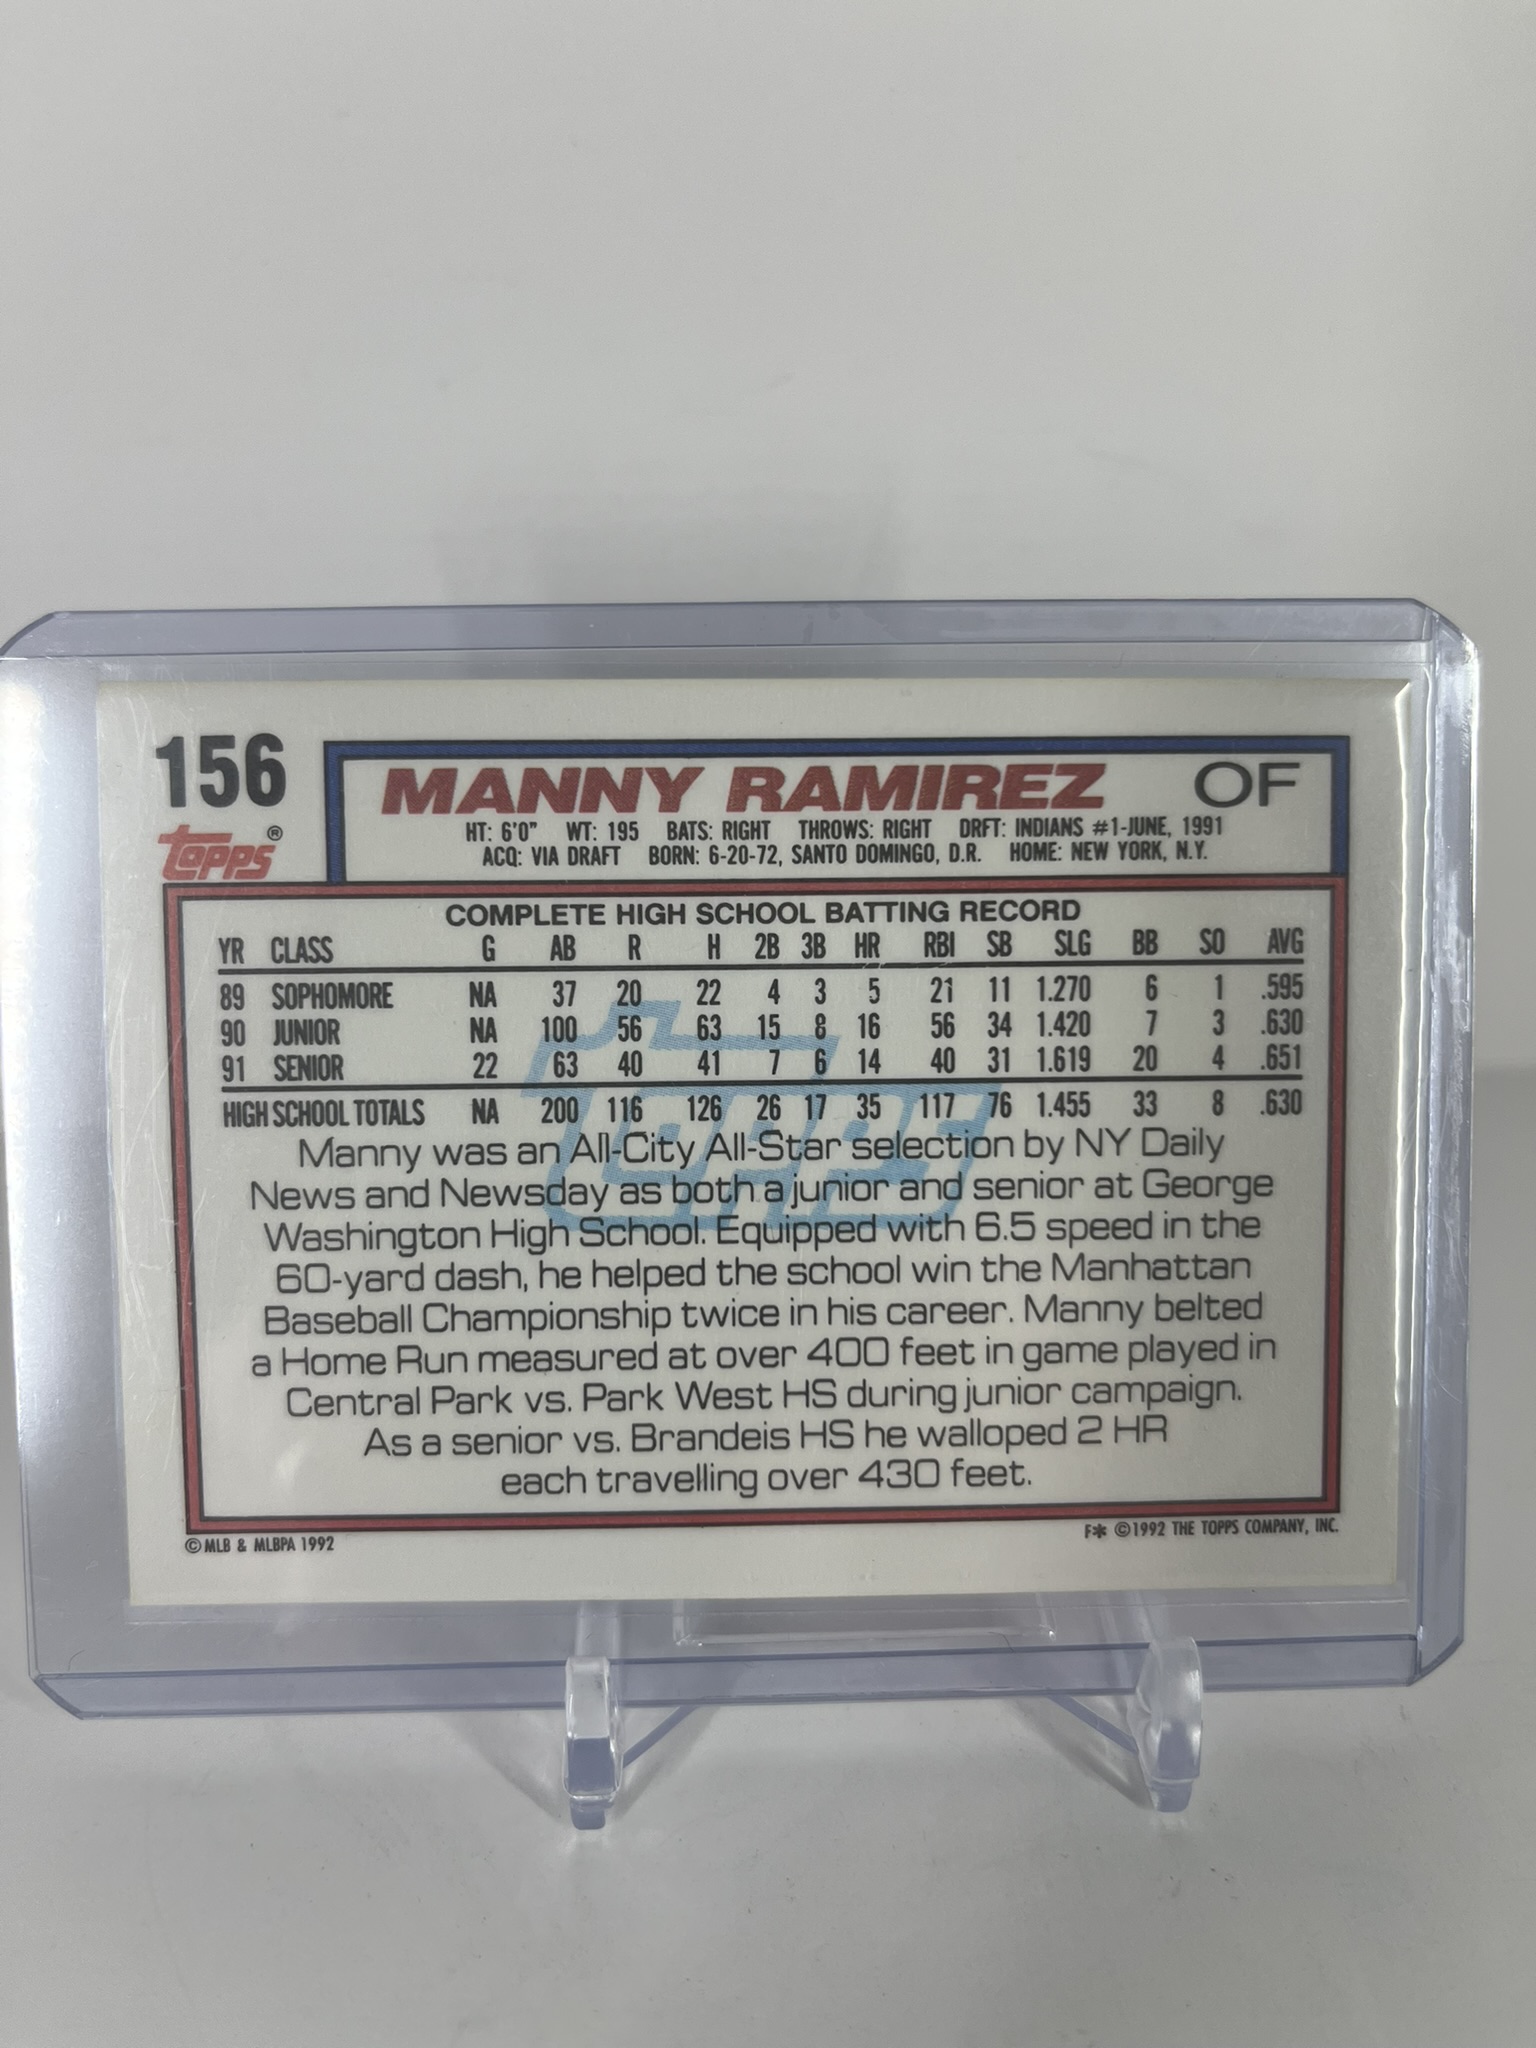 156
Topps®
MANNY RAMIREZ OF
HT: 6'0" WT: 195 BATS: RIGHT THROWS: RIGHT DRFT: INDIANS #1-JUNE, 1991
ACQ: VIA DRAFT BORN: 6-20-72, SANTO DOMINGO, D.R. HOME: NEW YORK, N.Y.
COMPLETE HIGH SCHOOL BATTING RECORD
YR CLASS G AB R H 2B 3B HR RBI SB SLG BB SO AVG
89 SOPHOMORE NA 37 20 22 4 3 5 21 11 1.270 6 1 .595
90 JUNIOR NA 100 56 63 15 8 16 56 34 1.420 7 3 .630
91 SENIOR 22 63 40 41 7 6 14 40 31 1.619 20 4 .651
HIGH SCHOOL TOTALS NA 200 116 126 26 17 35 117 76 1.455 33 8 .630
Topps
Manny was an All-City All-Star selection by NY Daily
News and Newsday as both a junior and senior at George
Washington High School. Equipped with 6.5 speed in the
60-yard dash, he helped the school win the Manhattan
Baseball Championship twice in his career. Manny belted
a Home Run measured at over 400 feet in game played in
Central Park vs. Park West HS during junior campaign.
As a senior vs. Brandeis HS he walloped 2 HR
each travelling over 430 feet.
© MLB & MLBPA 1992
F* © 1992 THE TOPPS COMPANY, INC.